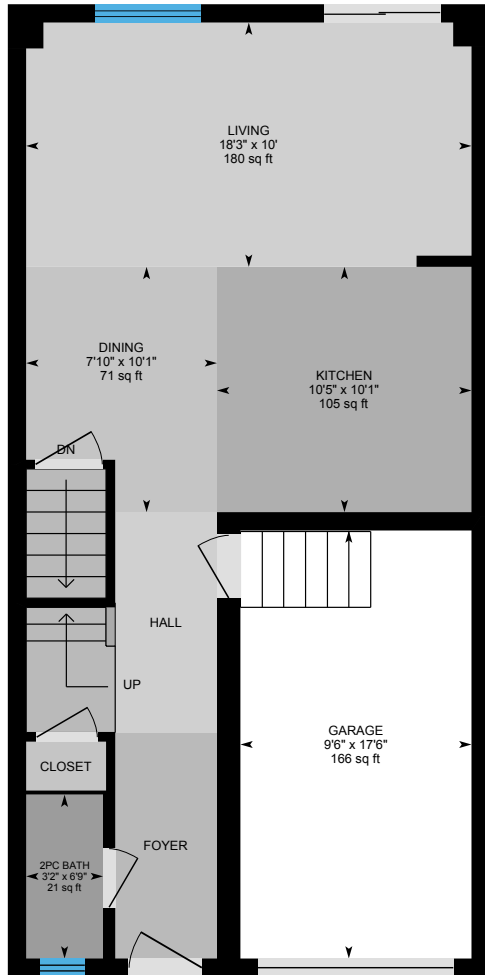 LIVING
18'3" x 10'
180 sq ft
DINING
7'10" x 10'1"
71 sq ft
KITCHEN
10'5" x 10'1"
105 sq ft
DN
HALL
UP
GARAGE
9'6" x 17'6"
166 sq ft
CLOSET
FOYER
2PC BATH
3'2" x 6'9"
21 sq ft